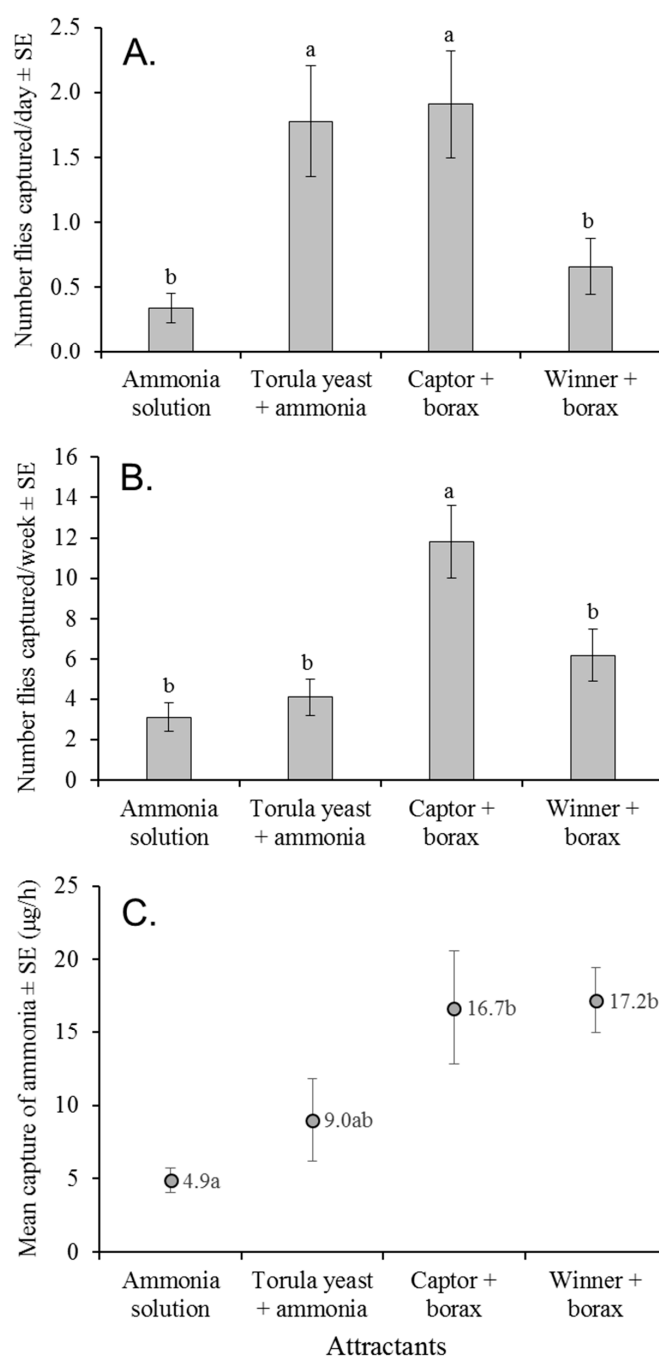 A.
Number flies captured/day ± SE
2.5
2.0
1.5
1.0
0.5
0.0
b
a
a
b
Ammonia
solution
Torula yeast
+ ammonia
Captor +
borax
Winner +
borax
B.
Number flies captured/week ± SE
16
14
12
10
8
6
4
2
0
b
b
a
b
Ammonia
solution
Torula yeast
+ ammonia
Captor +
borax
Winner +
borax
C.
Mean capture of ammonia ± SE (µg/h)
25
20
15
10
5
0
4.9a
9.0ab
16.7b
17.2b
Ammonia
solution
Torula yeast
+ ammonia
Captor +
borax
Winner +
borax
Attractants